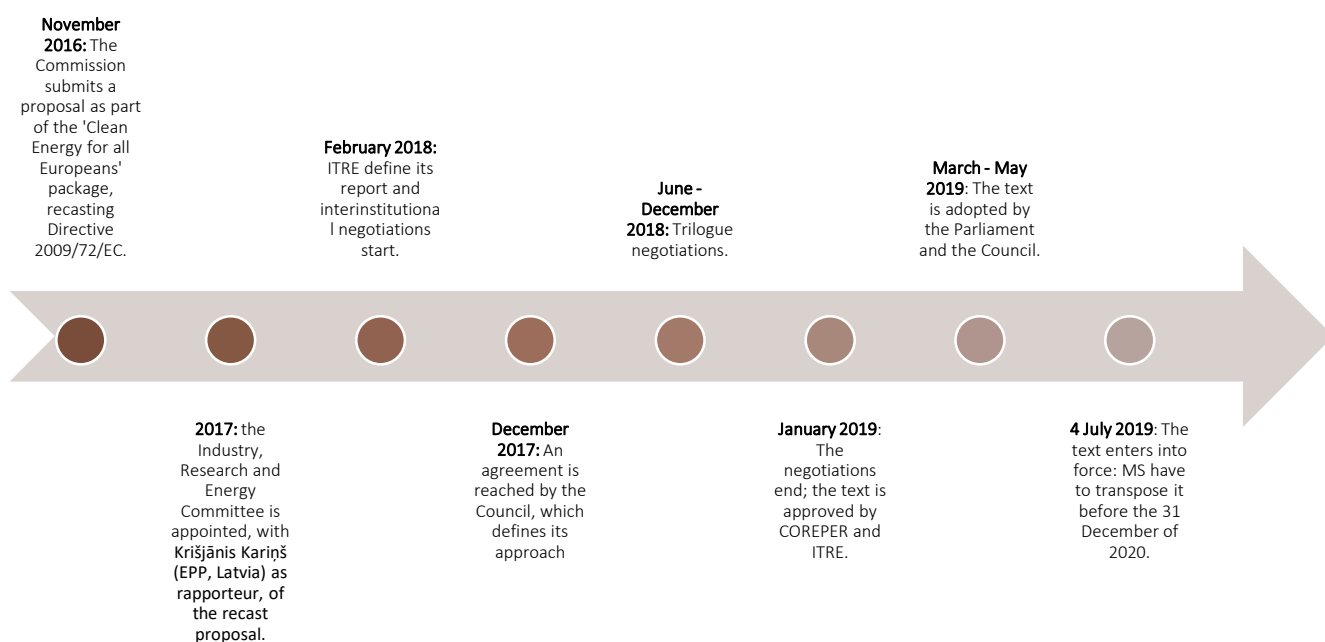 November
2016: The
Commission
submits a
proposal as part
of the 'Clean
Energy for all
Europeans'
package,
recasting
Directive
2009/72/EC.
2017: the
Industry,
Research and
Energy
Committee is
appointed, with
Krišjānis Kariņš
(EPP, Latvia) as
rapporteur, of
the recast
proposal.
February 2018:
ITRE define its
report and
interinstitutiona
l negotiations
start.
December
2017: An
agreement is
reached by the
Council, which
defines its
approach
June -
December
2018: Trilogue
negotiations.
January 2019:
The
negotiations
end; the text is
approved by
COREPER and
ITRE.
March - May
2019: The text
is adopted by
the Parliament
and the Council.
4 July 2019: The
text enters into
force: MS have
to transpose it
before the 31
December of
2020.